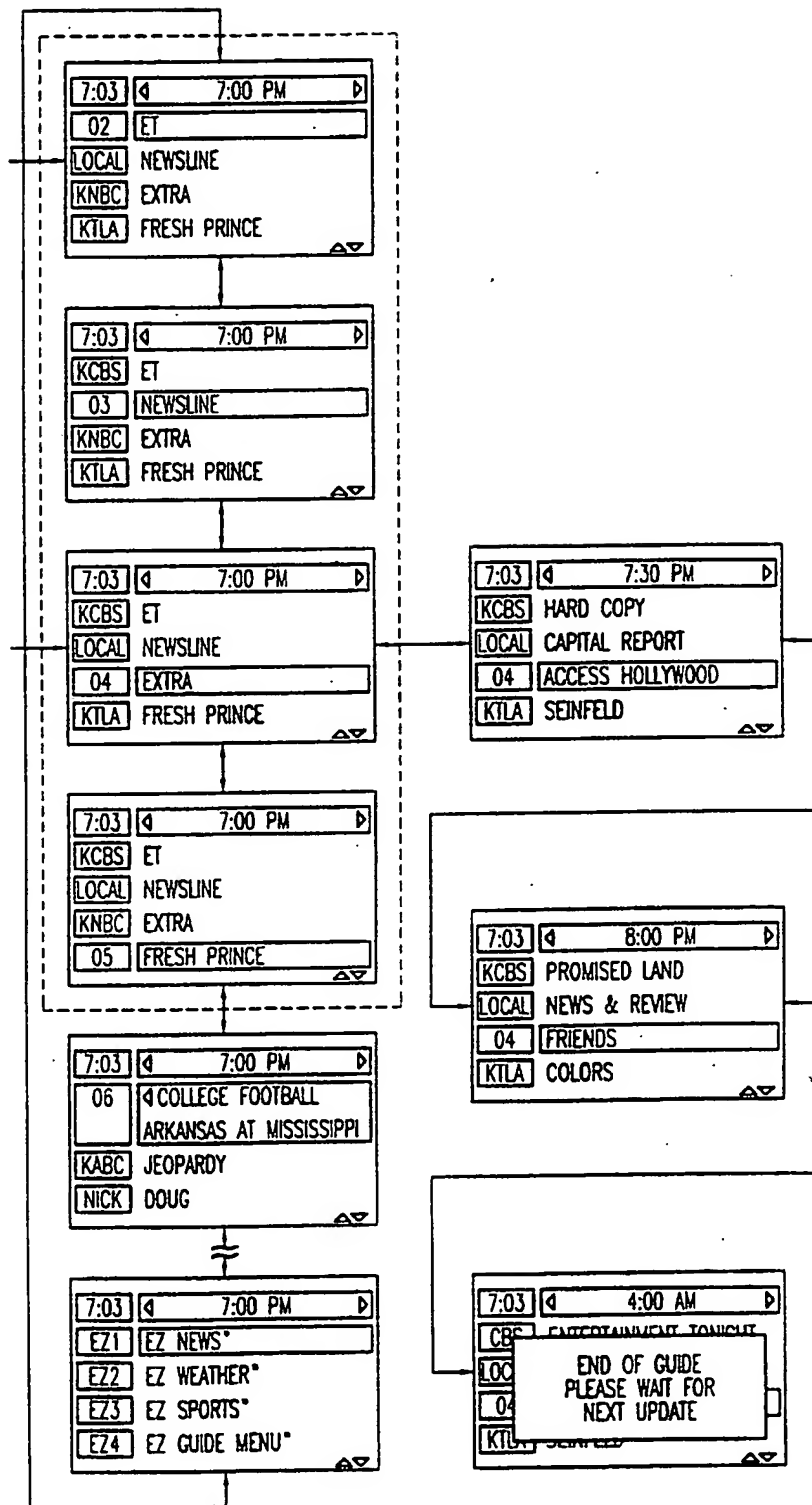 7:03 7:00 PM
02 ET
LOCAL NEWSLINE
KNBC EXTRA
KTLA FRESH PRINCE
7:03 7:00 PM
KCBS ET
03 NEWSLINE
KNBC EXTRA
KTLA FRESH PRINCE
7:03 7:00 PM
KCBS ET
LOCAL NEWSLINE
04 EXTRA
KTLA FRESH PRINCE
7:03 7:30 PM
KCBS HARD COPY
LOCAL CAPITAL REPORT
04 ACCESS HOLLYWOOD
KTLA SEINFELD
7:03 7:00 PM
KCBS ET
LOCAL NEWSLINE
KNBC EXTRA
05 FRESH PRINCE
7:03 8:00 PM
KCBS PROMISED LAND
LOCAL NEWS & REVIEW
04 FRIENDS
KTLA COLORS
7:03 7:00 PM
06 COLLEGE FOOTBALL
ARKANSAS AT MISSISSIPPI
KABC JEOPARDY
NICK DOUG
7:03 7:00 PM
EZ1 EZ NEWS"
EZ2 EZ WEATHER"
EZ3 EZ SPORTS"
EZ4 EZ GUIDE MENU"
7:03 4:00 AM
CBS ENTERTAINMENT TONIGHT
04
END OF GUIDE
PLEASE WAIT FOR
NEXT UPDATE